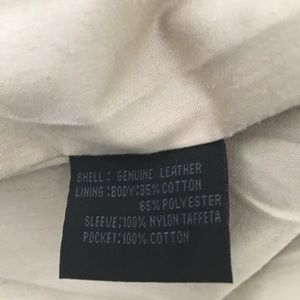 SHELL: GENUINE LEATHER
LINING:BODY:35% COTTON
65% POLYESTER
SLEEVE:100% NYLON TAFFETA
POCKET:100% COTTON